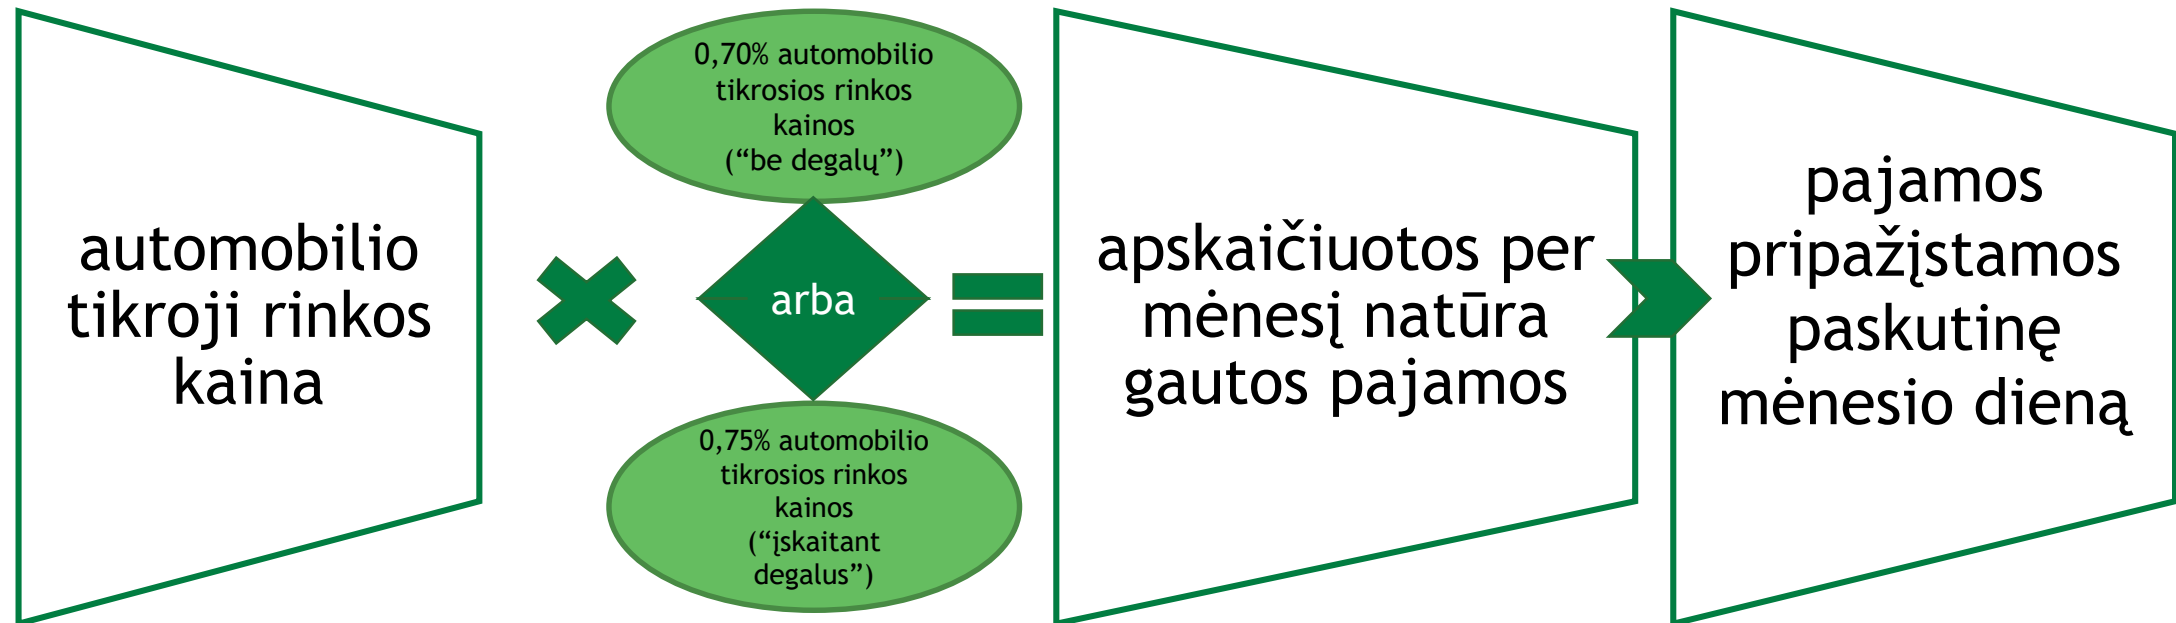 automobilio
tikroji rinkos
kaina
0,70% automobilio
tikrosios rinkos
kainos
(“be degalų”)
arba
0,75% automobilio
tikrosios rinkos
kainos
(“įskaitant
degalus”)
apskaičiuotos per
mėnesį natūra
gautos pajamos
pajamos
pripažįstamos
paskutinę
mėnesio dieną